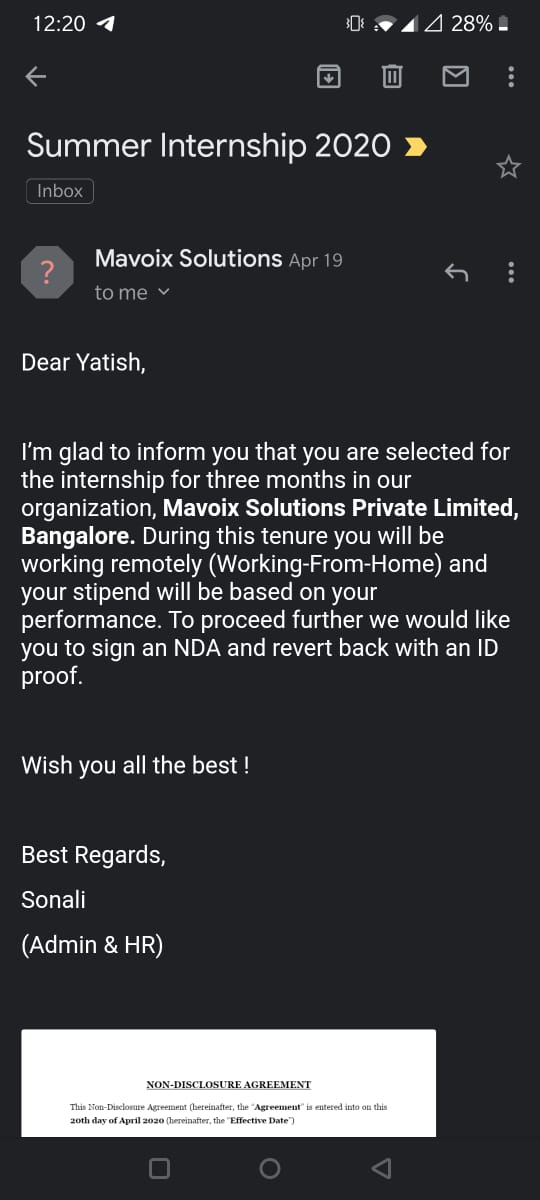 12:20 28%
Summer Internship 2020
Inbox
? Mavoix Solutions Apr 19
to me
Dear Yatish,
I'm glad to inform you that you are selected for
the internship for three months in our
organization, Mavoix Solutions Private Limited,
Bangalore. During this tenure you will be
working remotely (Working-From-Home) and
your stipend will be based on your
performance. To proceed further we would like
you to sign an NDA and revert back with an ID
proof.
Wish you all the best !
Best Regards,
Sonali
(Admin & HR)
NON-DISCLOSURE AGREEMENT
This Non-Disclosure Agreement (hereinafter, the "Agreement" is entered into on this
20th day of April 2020 (hereinafter, the "Effective Date")